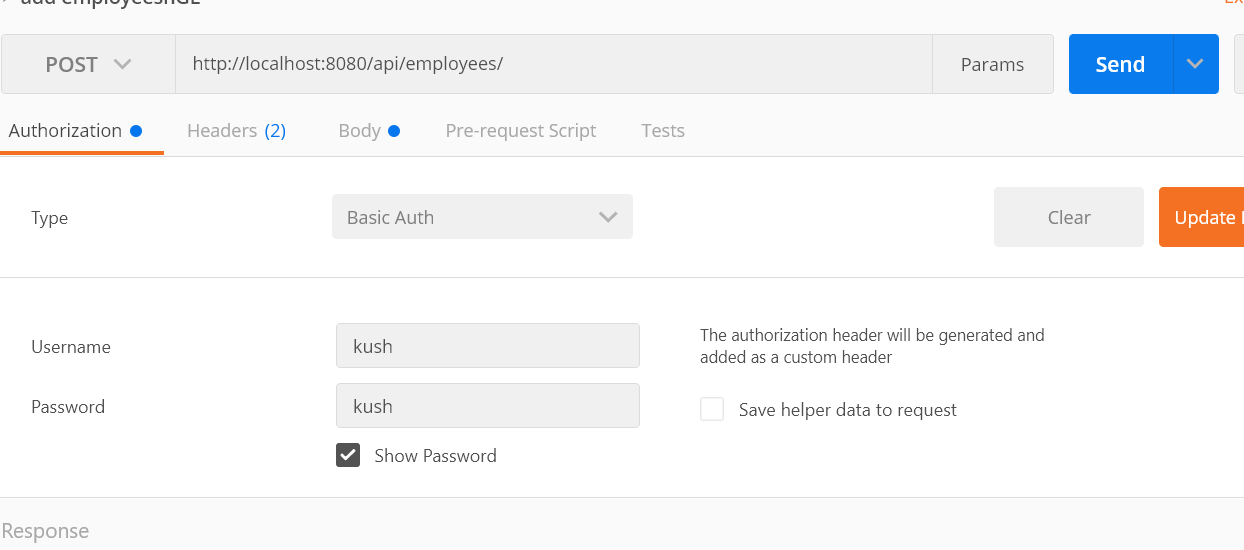 POST http://localhost:8080/api/employees/ Params Send
Authorization Headers (2) Body Pre-request Script Tests
Type Basic Auth Clear Update
Username kush The authorization header will be generated and
added as a custom header
Password kush Save helper data to request
Show Password
Response